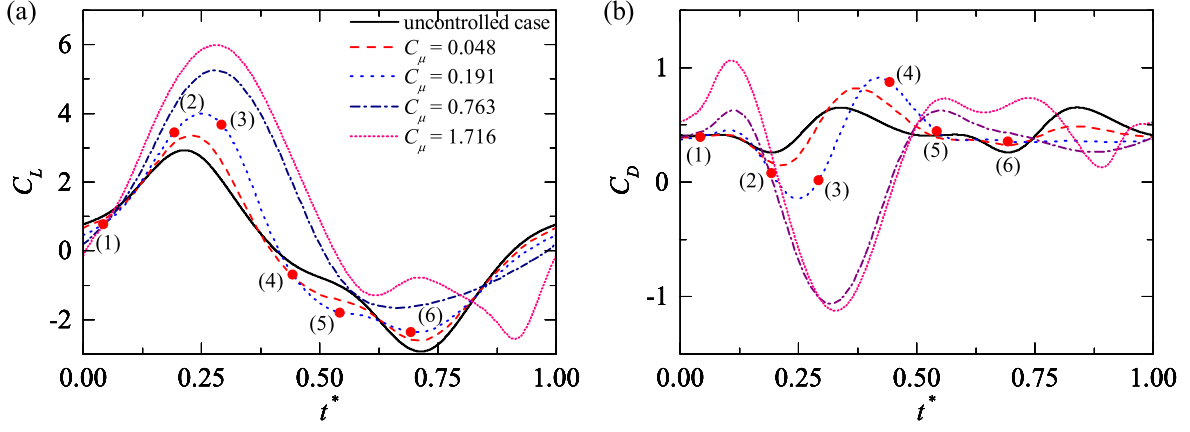 (a)
C_L
6
4
2
0
-2
0.00 0.25 0.50 0.75 1.00
t*
uncontrolled case
C_μ = 0.048
C_μ = 0.191
C_μ = 0.763
C_μ = 1.716
(1)
(2)
(3)
(4)
(5)
(6)
(b)
C_D
1
0
-1
0.00 0.25 0.50 0.75 1.00
t*
(1)
(2)
(3)
(4)
(5)
(6)